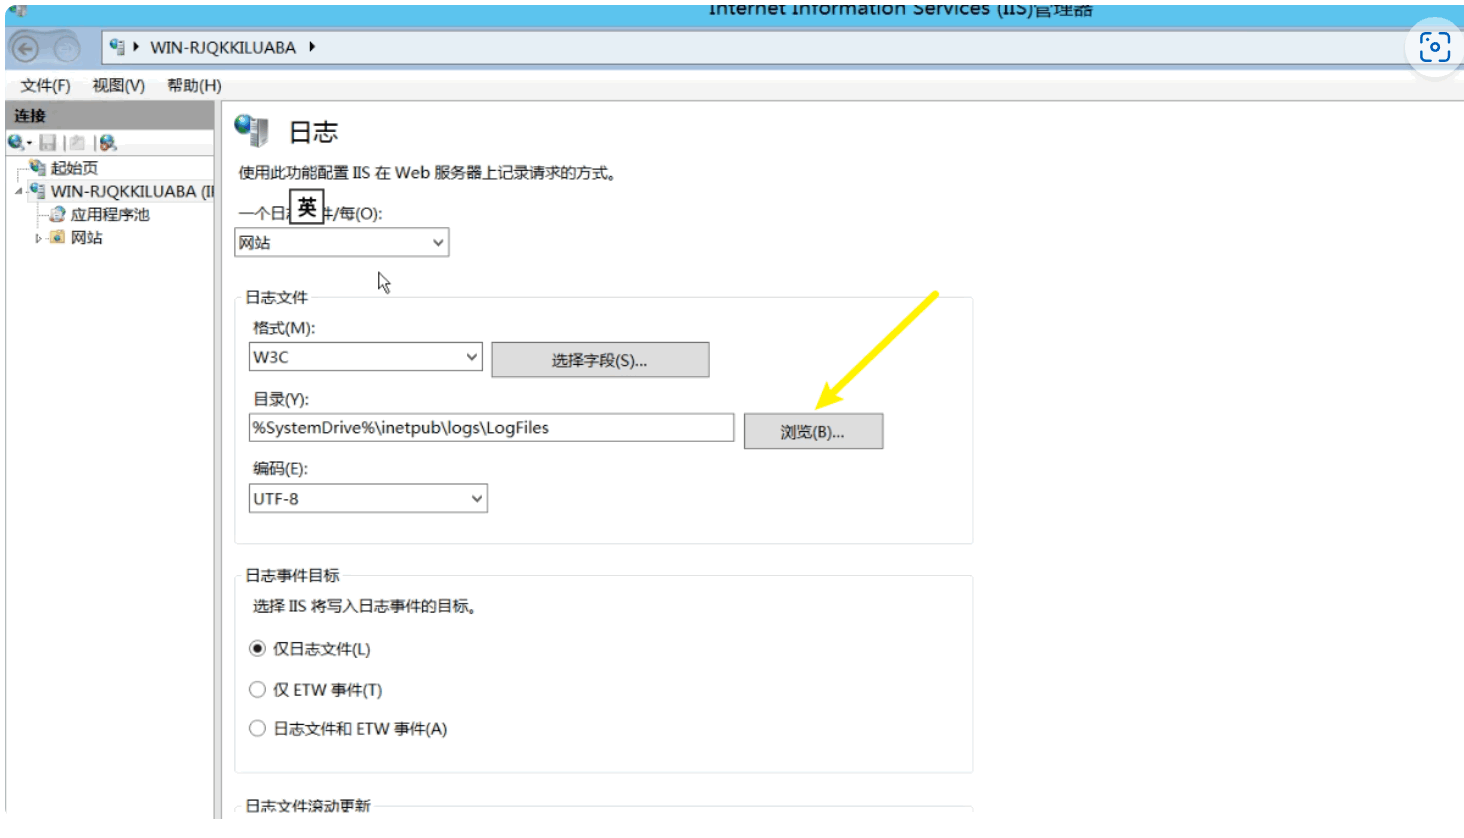 Internet Information Services (IIS)管理器
WIN-RJQKKILUABA
文件(F) 视图(V) 帮助(H)
连接
起始页
WIN-RJQKKILUABA (II
应用程序池
网站
日志
使用此功能配置 IIS 在 Web 服务器上记录请求的方式。
一个日 英 件/每(O):
网站
日志文件
格式(M):
W3C
选择字段(S)...
目录(Y):
%SystemDrive%\inetpub\logs\LogFiles
浏览(B)...
编码(E):
UTF-8
日志事件目标
选择 IIS 将写入日志事件的目标。
仅日志文件(L)
仅 ETW 事件(T)
日志文件和 ETW 事件(A)
日志文件滚动更新